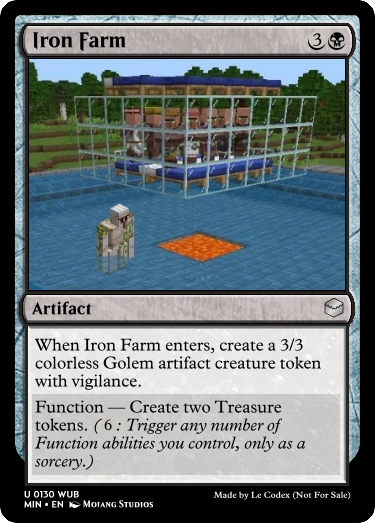 Iron Farm 3
Artifact
When Iron Farm enters, create a 3/3
colorless Golem artifact creature token
with vigilance.
Function — Create two Treasure
tokens. ( 6 : Trigger any number of
Function abilities you control, only as a
sorcery.)
U 0130 WUB
MIN • EN Mojang Studios
Made by Le Codex (Not For Sale)